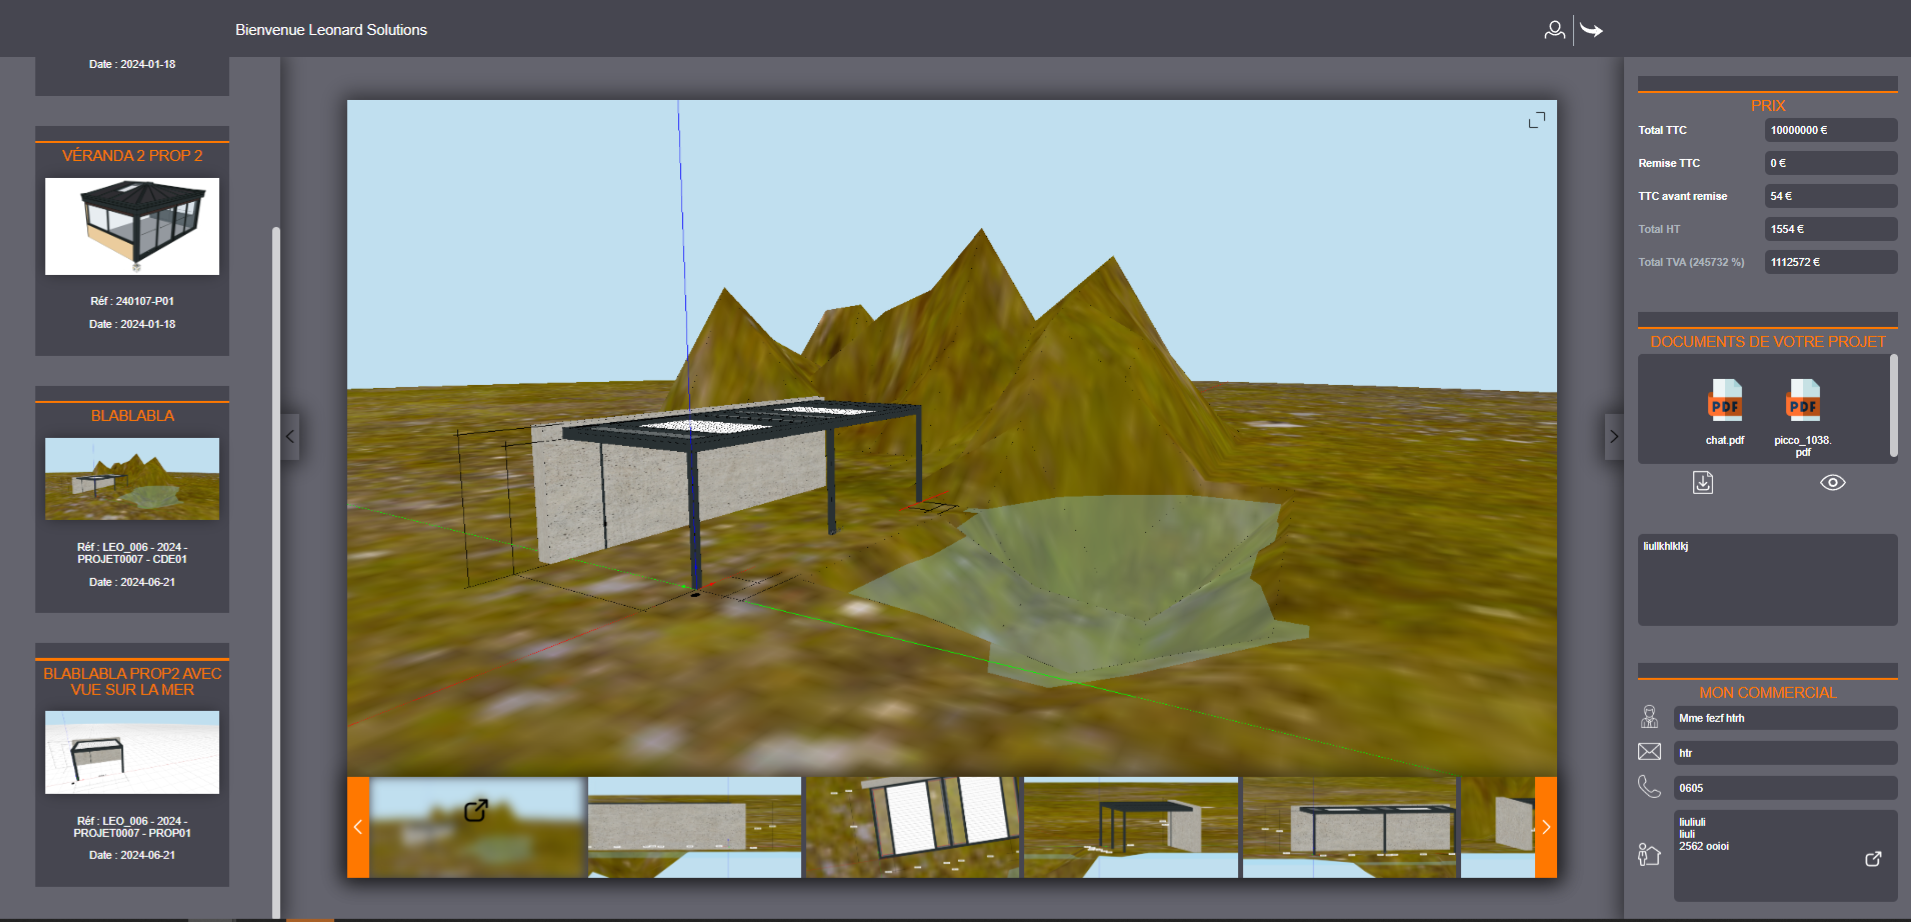 Bienvenue Leonard Solutions
Date : 2024-01-18
VÉRANDA 2 PROP 2
Réf : 240107-P01
Date : 2024-01-18
BLABLABLA
Réf : LEO_006 - 2024 -
PROJET0007 - CDE01
Date : 2024-06-21
BLABLABLA PROP2 AVEC
VUE SUR LA MER
Réf : LEO_006 - 2024 -
PROJET0007 - PROP01
Date : 2024-06-21
PRIX
Total TTC 10000000 €
Remise TTC 0 €
TTC avant remise 54 €
Total HT 1554 €
Total TVA (245732 %) 1112572 €
DOCUMENTS DE VOTRE PROJET
PDF PDF
chat.pdf picco_1038.
pdf
liullkhlklkj
MON COMMERCIAL
Mme fezf htrh
htr
0605
liuliuli
liuli
2562 ooioi